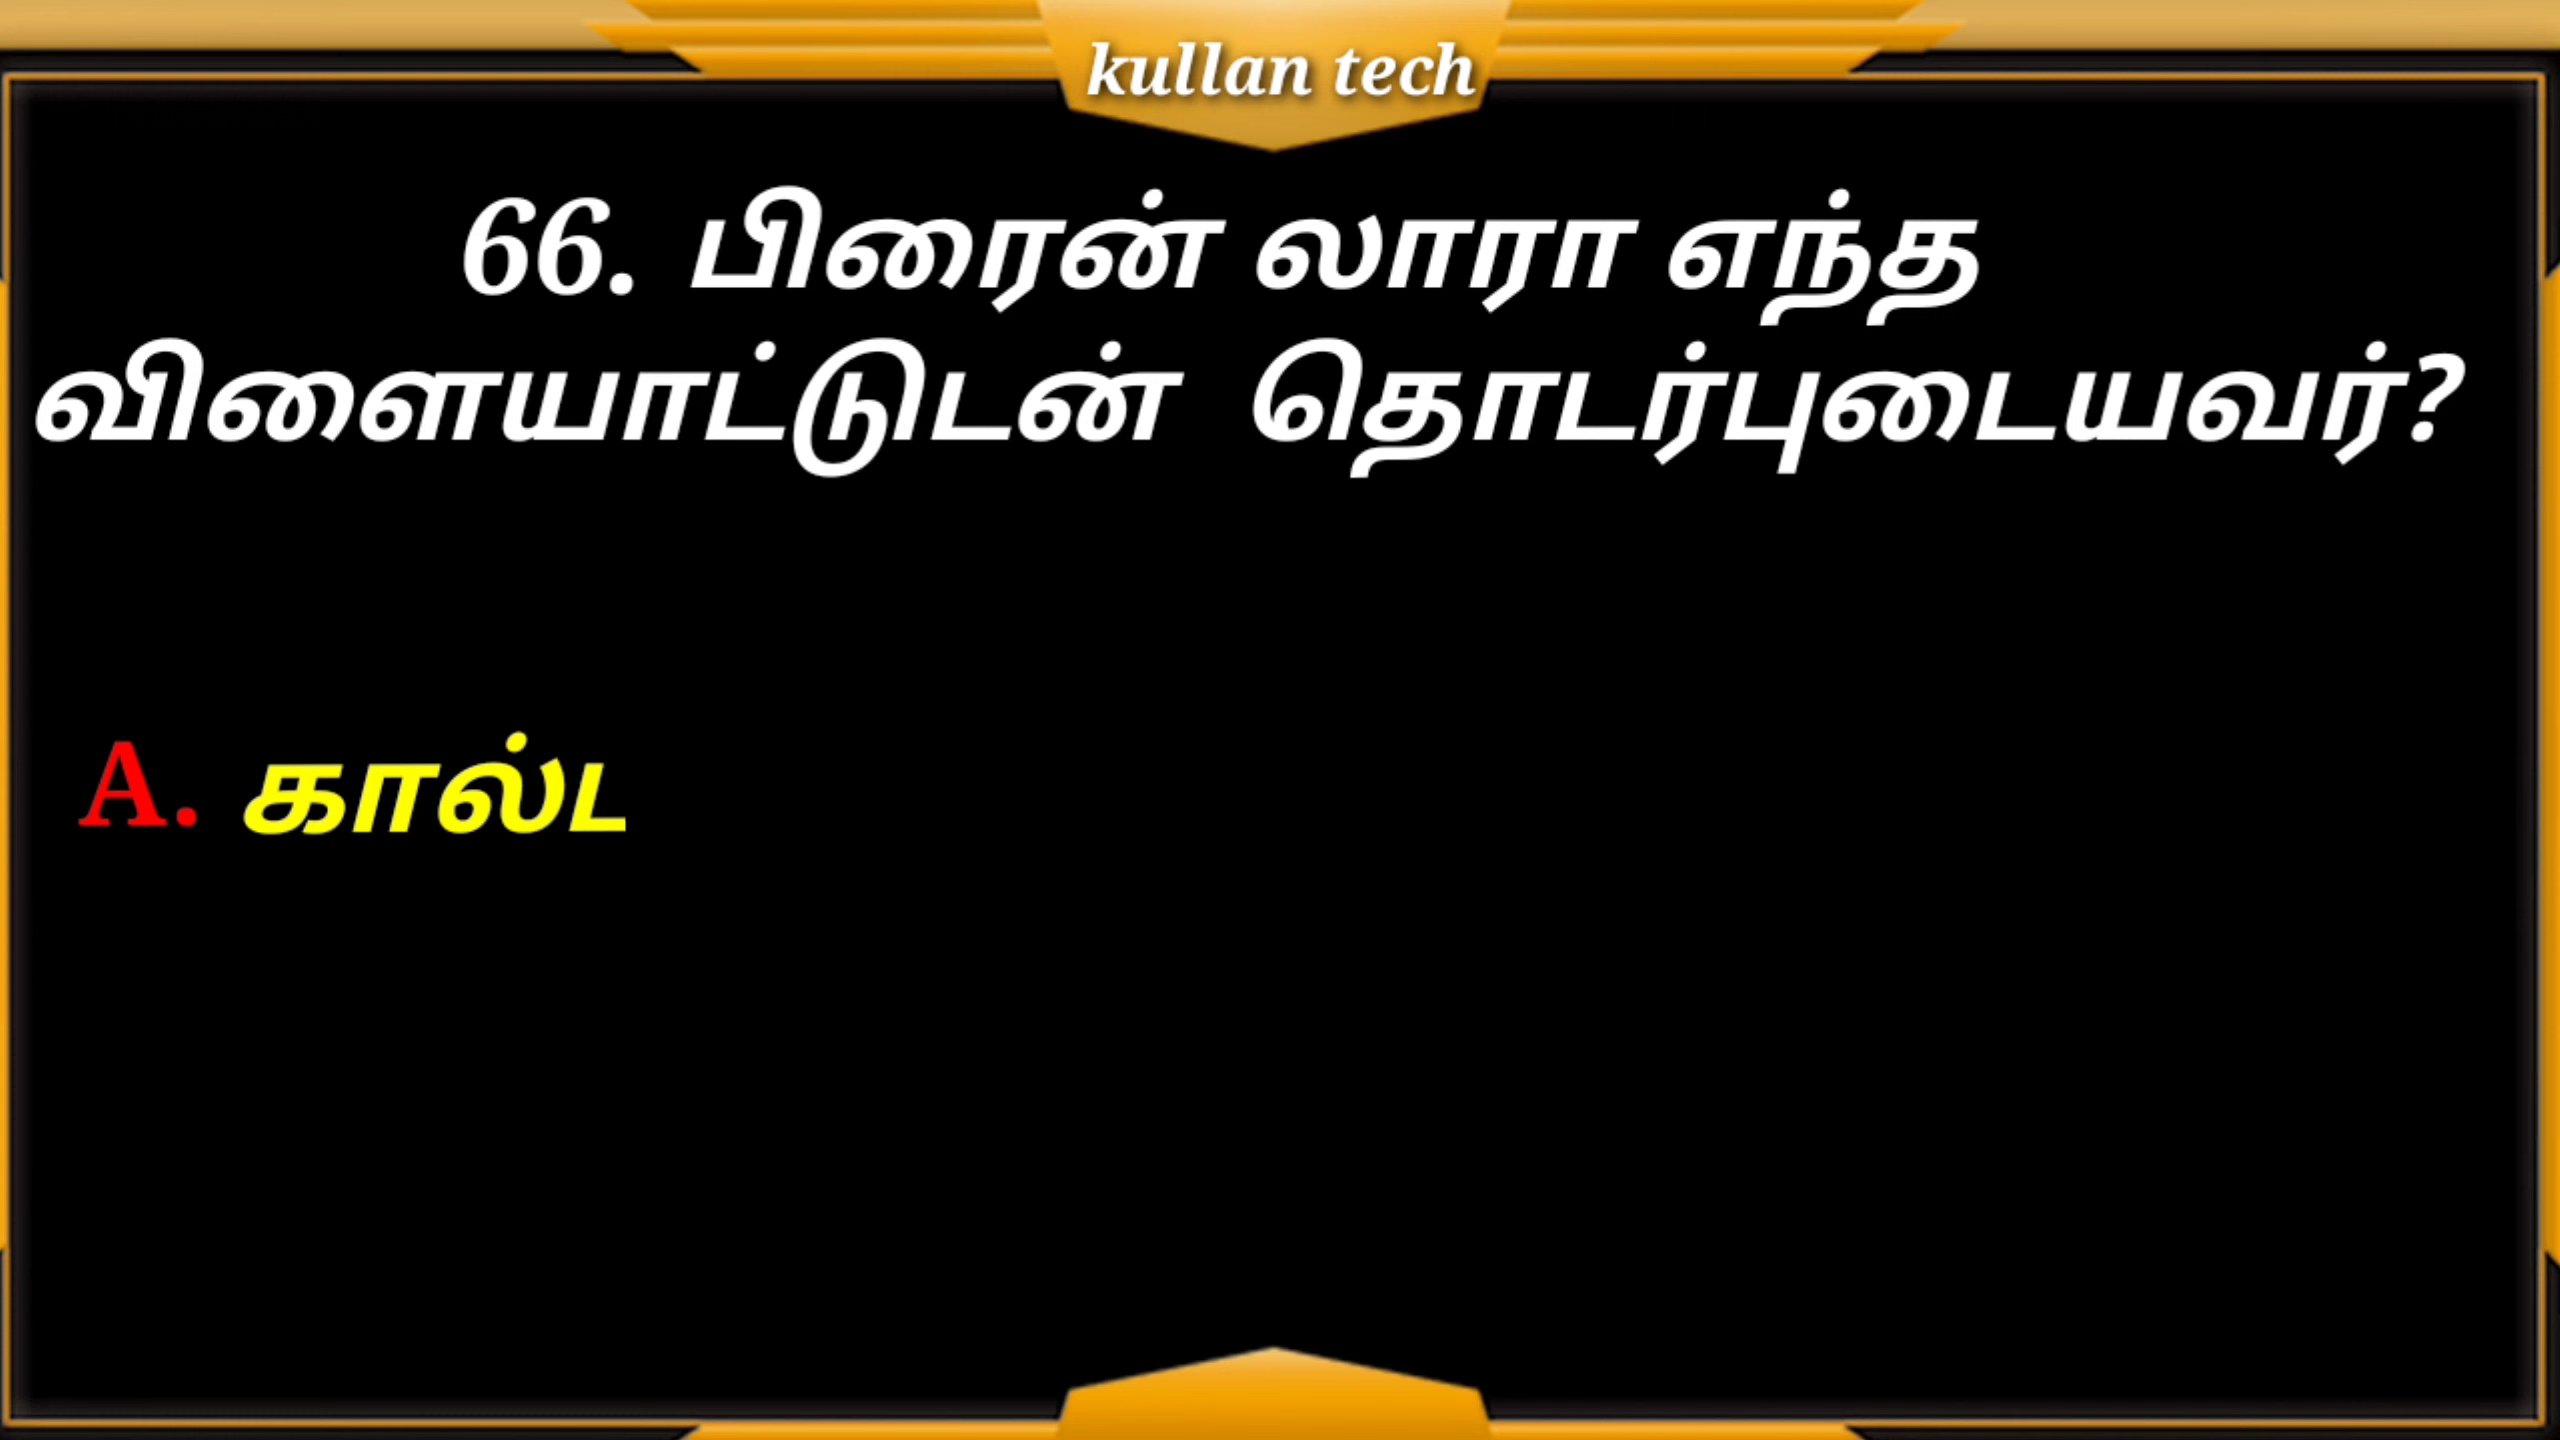 kullan tech
66. பிரைன் லாரா எந்த
விளையாட்டுடன் தொடர்புடையவர்?
A. கால்ட